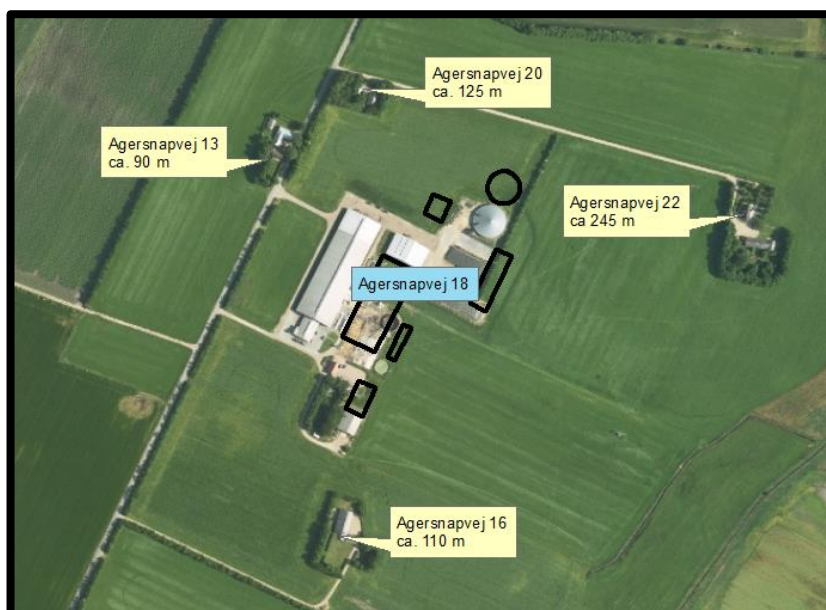 Agersnapvej 20
ca. 125 m
Agersnapvej 13
ca. 90 m
Agersnapvej 22
ca 245 m
Agersnapvej 18
Agersnapvej 16
ca. 110 m